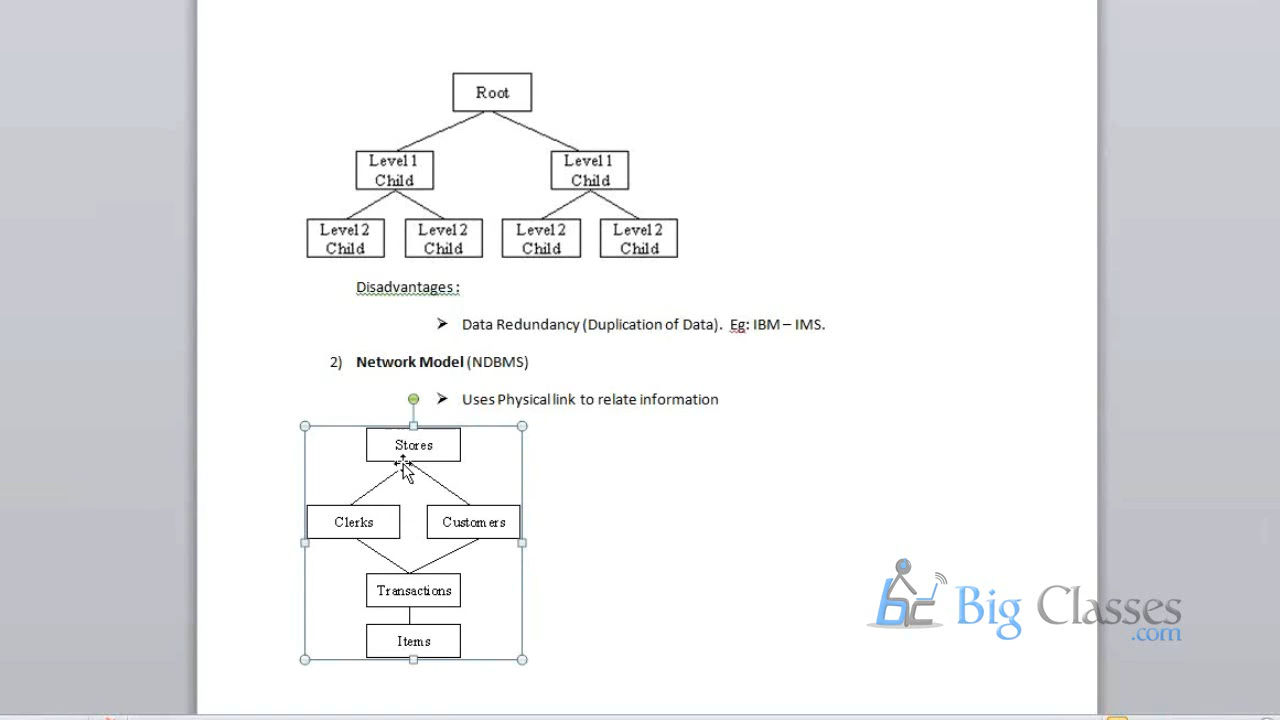 Root
Level 1 Child
Level 1 Child
Level 2 Child
Level 2 Child
Level 2 Child
Level 2 Child
Disadvantages :
➢ Data Redundancy (Duplication of Data). Eg: IBM – IMS.
2) Network Model (NDBMS)
➢ Uses Physical link to relate information
Stores
Clerks
Customers
Transactions
Items
bc Big Classes
.com